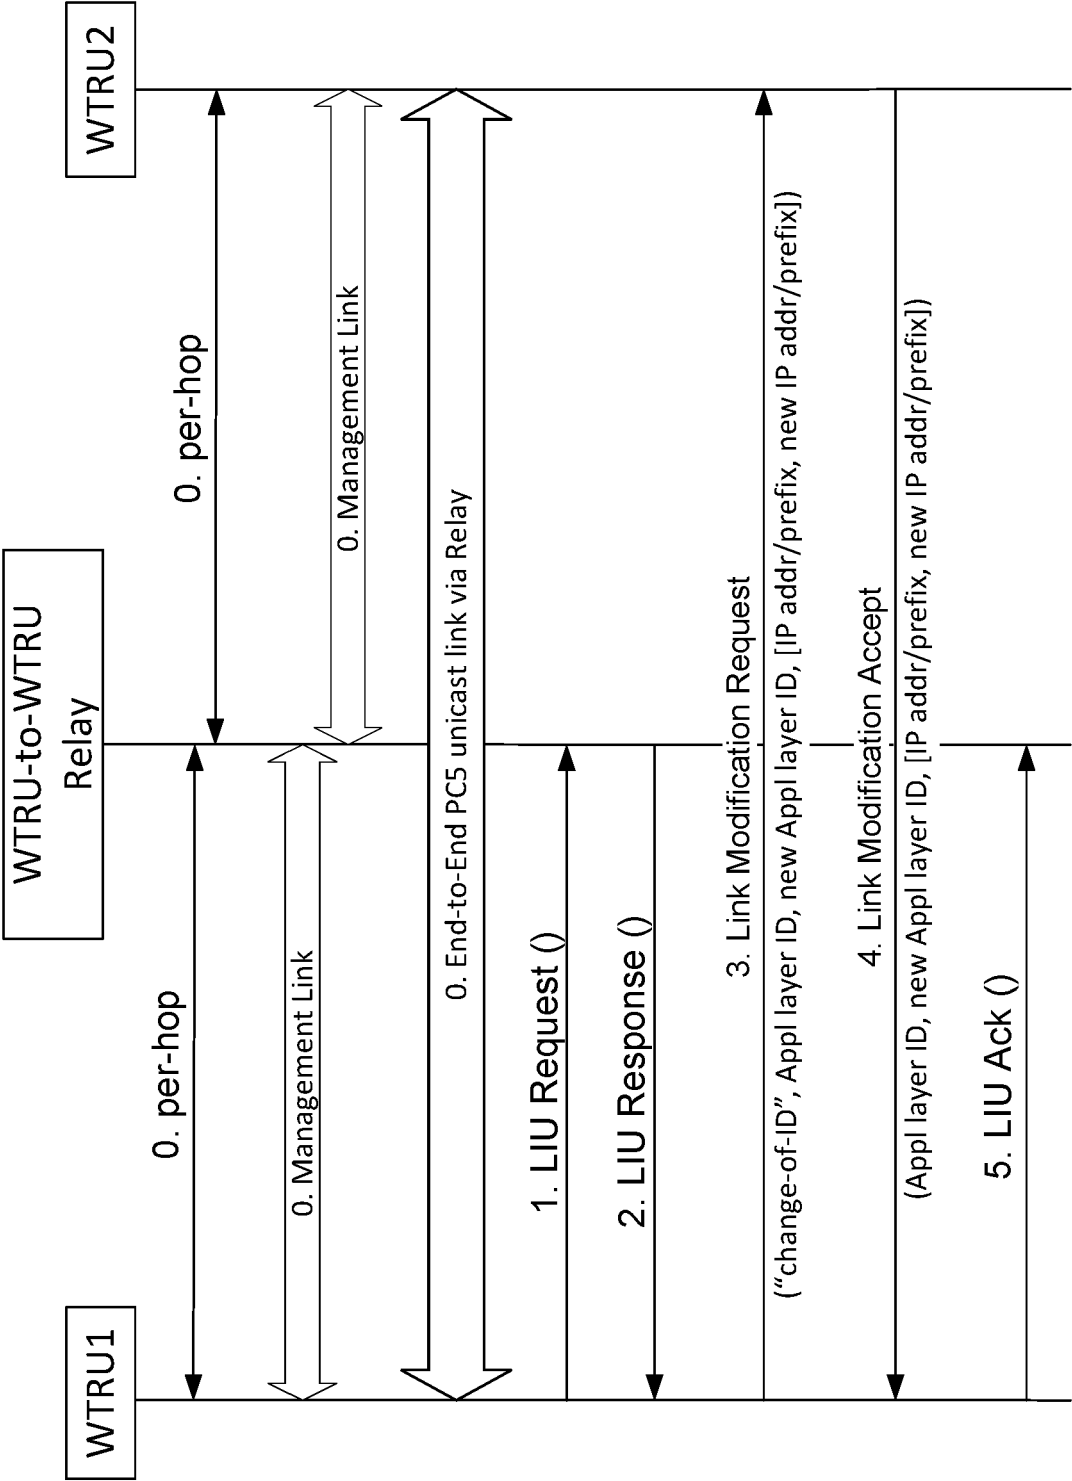 WTRU1
WTRU-to-WTRU
Relay
WTRU2
0. per-hop
0. per-hop
0. Management Link
0. Management Link
0. End-to-End PC5 unicast link via Relay
1. LIU Request ()
2. LIU Response ()
3. Link Modification Request
(“change-of-ID”, Appl layer ID, new Appl layer ID, [IP addr/prefix, new IP addr/prefix])
4. Link Modification Accept
(Appl layer ID, new Appl layer ID, [IP addr/prefix, new IP addr/prefix])
5. LIU Ack ()